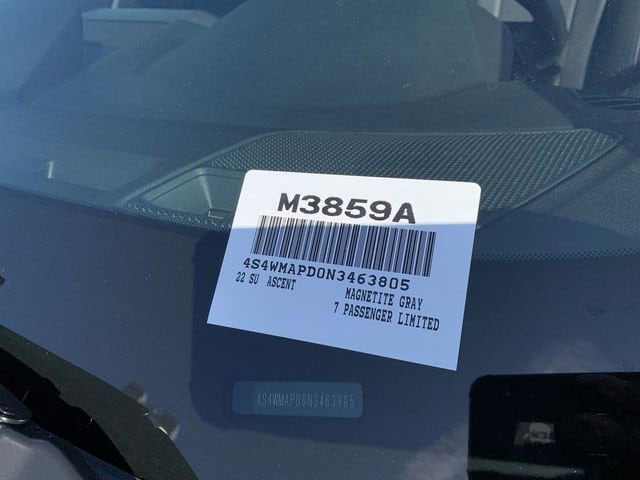 M3859A
4S4WMAPD0N3463805
22 SU ASCENT MAGNETITE GRAY
7 PASSENGER LIMITED
4S4WMAPD0N3463805